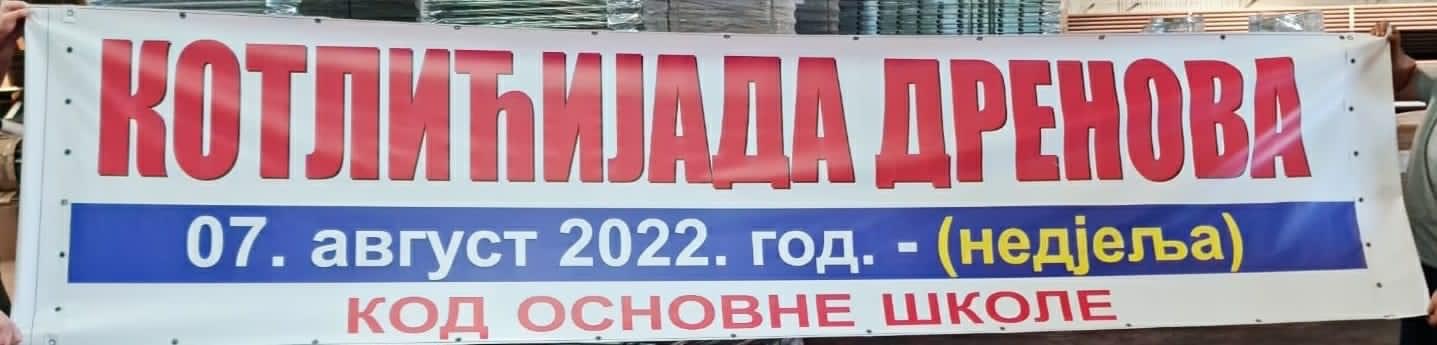 КОТЛИЋИЈАДА ДРЕНОВА
07. август 2022. год. - (недјеља)
КОД ОСНОВНЕ ШКОЛЕ